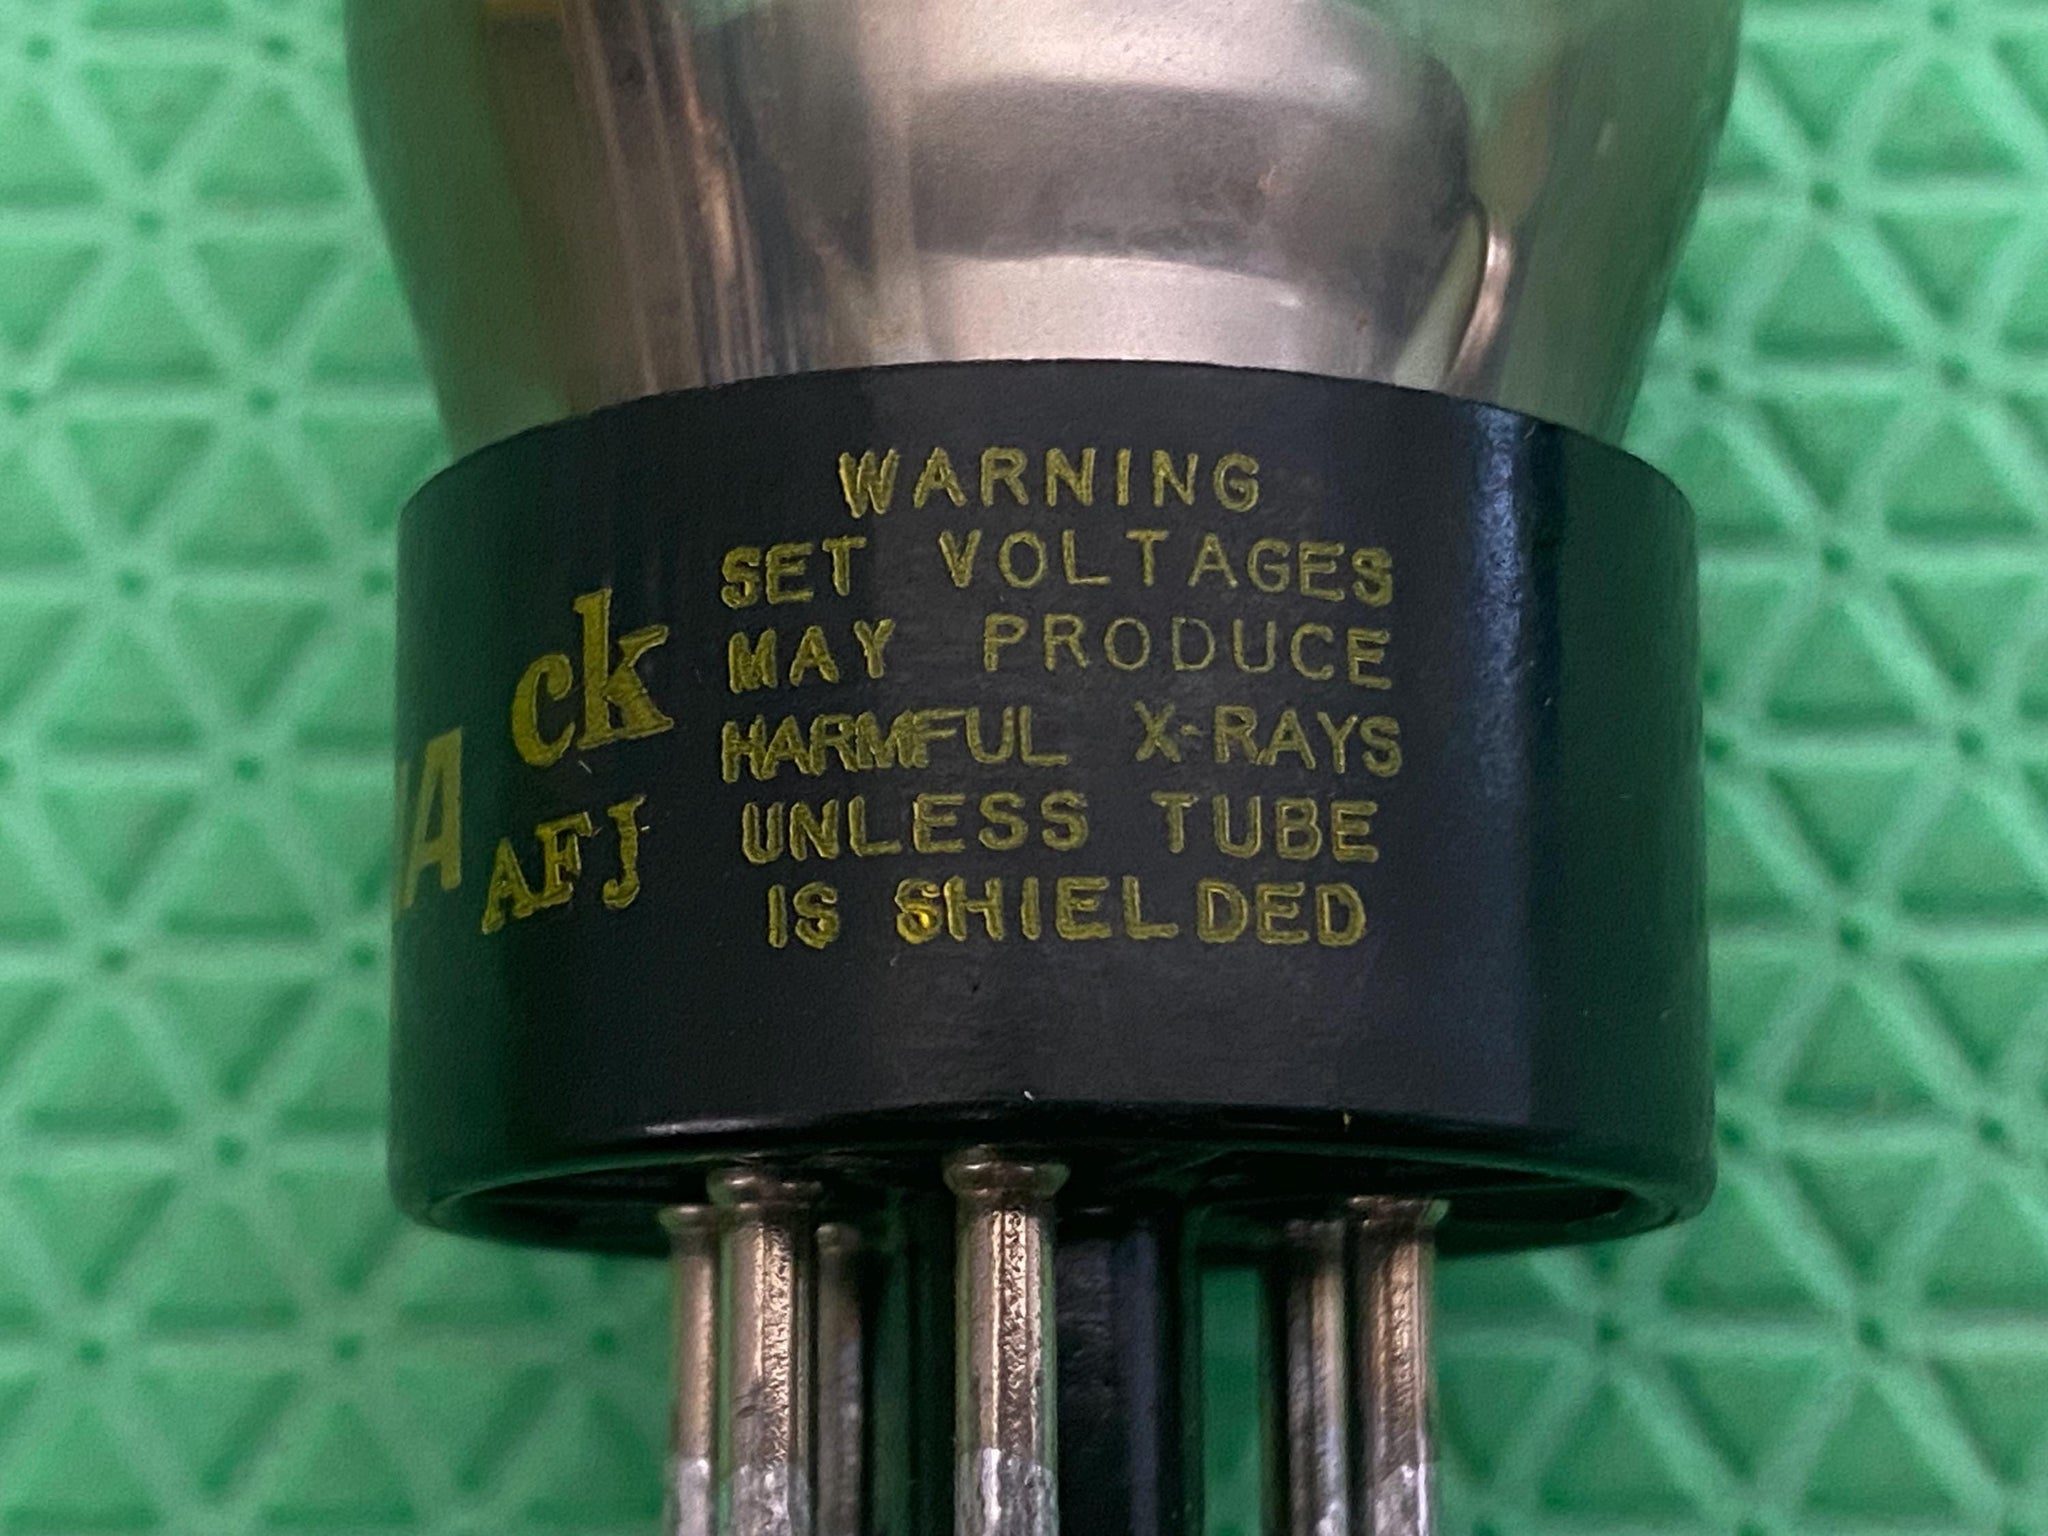 WARNING
SET VOLTAGES
MAY PRODUCE
HARMFUL X-RAYS
UNLESS TUBE
IS SHIELDED
ck
AFJ